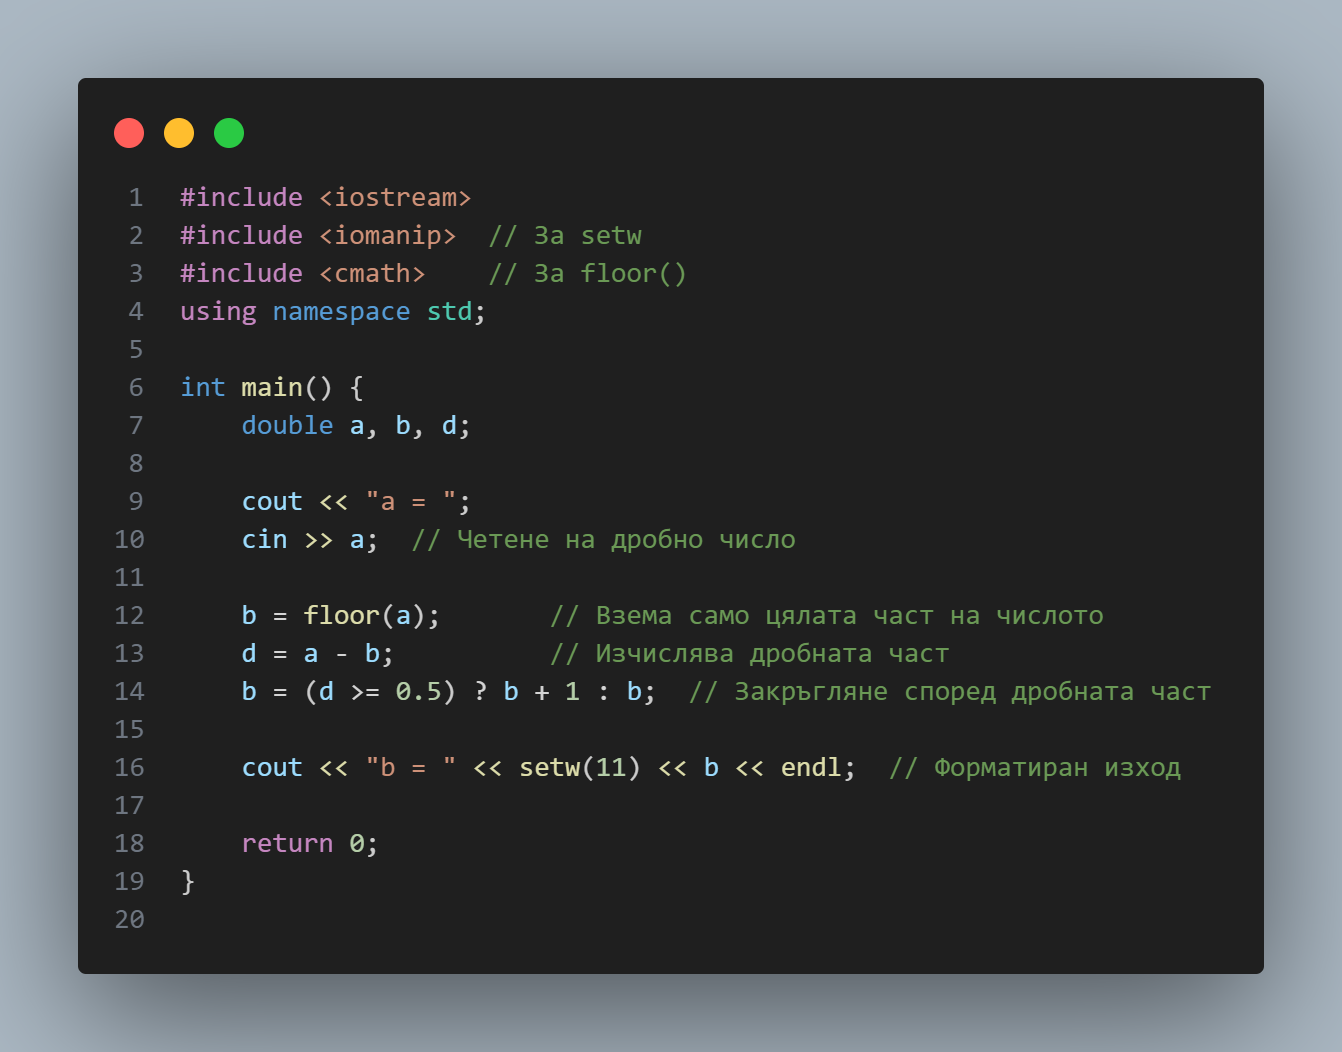 1 #include <iostream>
2 #include <iomanip>  // За setw
3 #include <cmath>    // За floor()
4 using namespace std;
5
6 int main() {
7     double a, b, d;
8
9     cout << "a = ";
10     cin >> a;  // Четене на дробно число
11
12     b = floor(a);       // Взема само цялата част на числото
13     d = a - b;          // Изчислява дробната част
14     b = (d >= 0.5) ? b + 1 : b;  // Закръгляне според дробната част
15
16     cout << "b = " << setw(11) << b << endl;  // Форматиран изход
17
18     return 0;
19 }
20